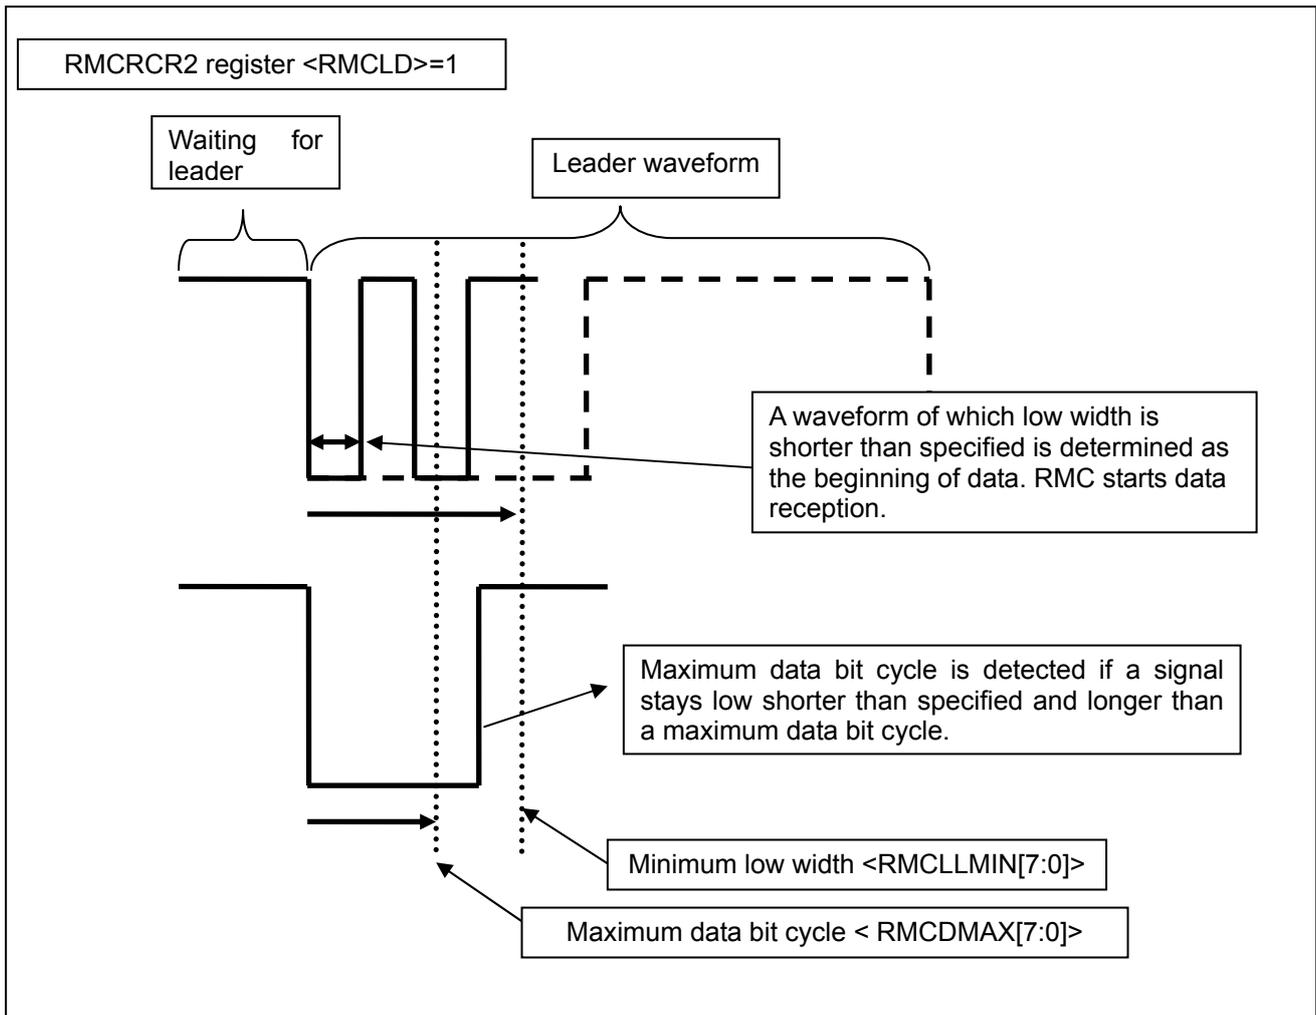 RMCRCR2 register <RMCLD>=1
Waiting for
leader
Leader waveform
A waveform of which low width is
shorter than specified is determined as
the beginning of data. RMC starts data
reception.
Maximum data bit cycle is detected if a signal
stays low shorter than specified and longer than
a maximum data bit cycle.
Minimum low width <RMCLLMIN[7:0]>
Maximum data bit cycle < RMCDMAX[7:0]>